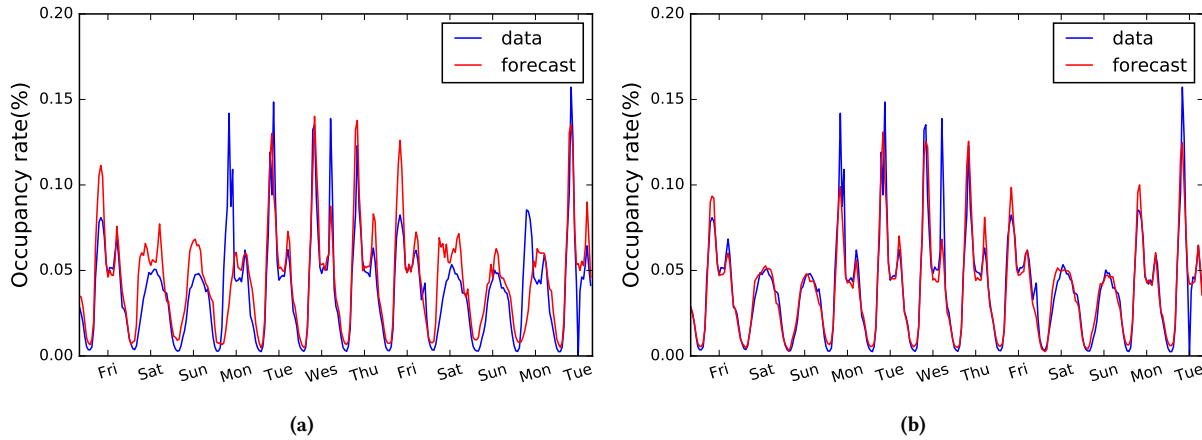 0.20
0.15
0.10
0.05
0.00
Occupancy rate(%)
data
forecast
Fri Sat Sun Mon Tue Wes Thu Fri Sat Sun Mon Tue
(a)
0.20
0.15
0.10
0.05
0.00
Occupancy rate(%)
data
forecast
Fri Sat Sun Mon Tue Wes Thu Fri Sat Sun Mon Tue
(b)